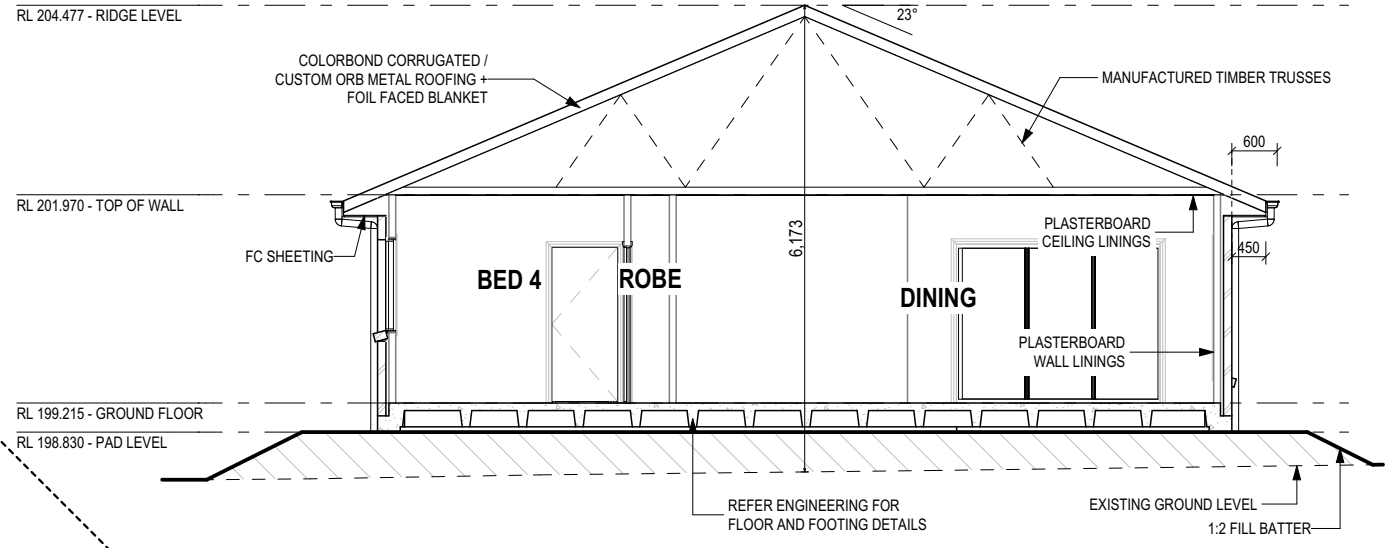 RL 204.477 - RIDGE LEVEL
23°
COLORBOND CORRUGATED /
CUSTOM ORB METAL ROOFING +
FOIL FACED BLANKET
MANUFACTURED TIMBER TRUSSES
600
RL 201.970 - TOP OF WALL
FC SHEETING
6,173
PLASTERBOARD
CEILING LININGS
450
BED 4
ROBE
DINING
PLASTERBOARD
WALL LININGS
RL 199.215 - GROUND FLOOR
RL 198.830 - PAD LEVEL
REFER ENGINEERING FOR
FLOOR AND FOOTING DETAILS
EXISTING GROUND LEVEL
1:2 FILL BATTER